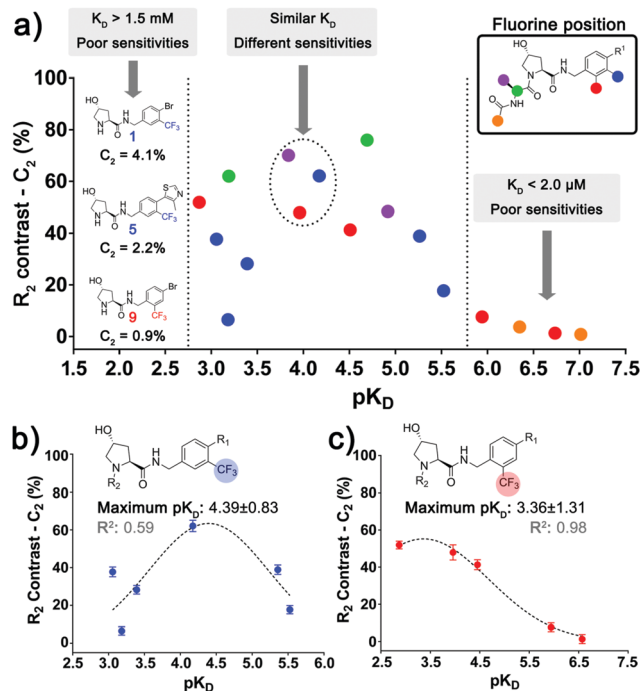 a)
K_D > 1.5 mM
Poor sensitivities
Similar K_D
Different sensitivities
Fluorine position
HO
N
O
H
N
R¹
O
HN
O
K_D < 2.0 µM
Poor sensitivities
R₂ contrast - C₂ (%)
100
80
60
40
20
0
HO
N
H
O
H
N
Br
CF₃
1
C₂ = 4.1%
HO
N
H
O
H
N
S
N
CF₃
5
C₂ = 2.2%
HO
N
H
O
H
N
Br
CF₃
9
C₂ = 0.9%
1.5 2.0 2.5 3.0 3.5 4.0 4.5 5.0 5.5 6.0 6.5 7.0 7.5
pK_D
b)
HO
N
R₂
O
H
N
R₁
CF₃
Maximum pK_D: 4.39±0.83
R²: 0.59
R₂ Contrast - C₂ (%)
100
80
60
40
20
0
2.5 3.0 3.5 4.0 4.5 5.0 5.5 6.0
pK_D
c)
HO
N
R₂
O
H
N
R₁
CF₃
Maximum pK_D: 3.36±1.31
R²: 0.98
R₂ Contrast - C₂ (%)
100
80
60
40
20
0
2.5 3.5 4.5 5.5 6.5 7.5
pK_D